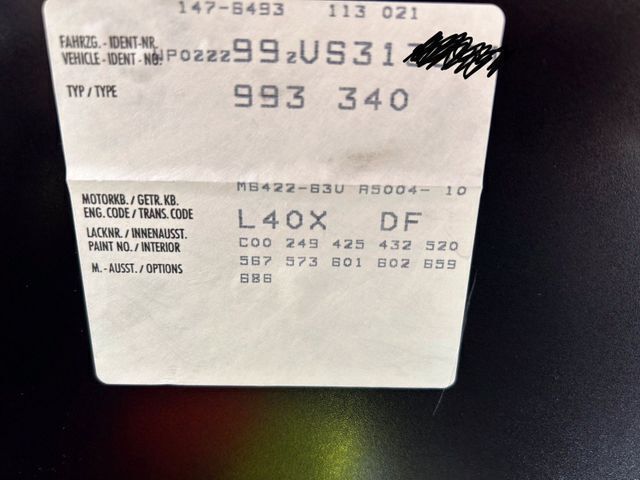 147-6493 113 021
FAHRZG. - IDENT-NR.
VEHICLE - IDENT - NO. WP0ZZZ99ZVS31
TYP / TYPE 993 340
M6422-63V A5004- 10
MOTORKB. / GETR. KB.
ENG. CODE / TRANS. CODE L40X DF
LACKNR. / INNENAUSST.
PAINT NO. / INTERIOR C00 249 425 432 520
M. - AUSST. / OPTIONS 567 573 601 602 659
686